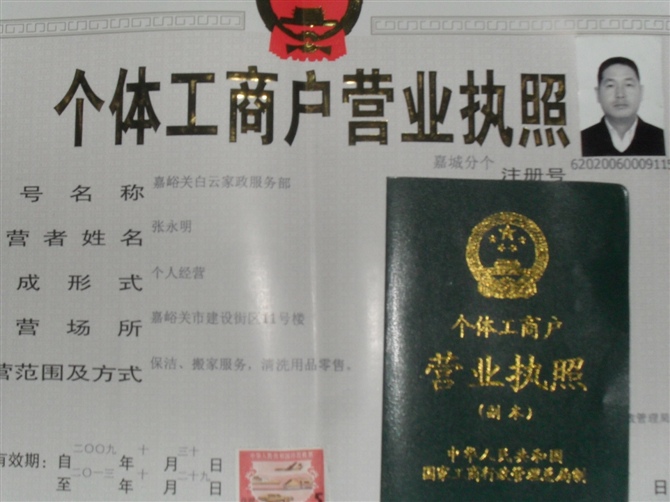 个体工商户营业执照
嘉城分个 注册号 62020060009115
号名称 嘉峪关白云家政服务部
营者姓名 张永明
成形式 个人经营
营场所 嘉峪关市建设街区11号楼
营范围及方式 保洁、搬家服务,清洗用品零售、
有效期: 自二〇〇九年十月三十日
至二〇一三年十月二十九日
个体工商户
营业执照
(副本)
中华人民共和国
国家工商行政管理总局制
日